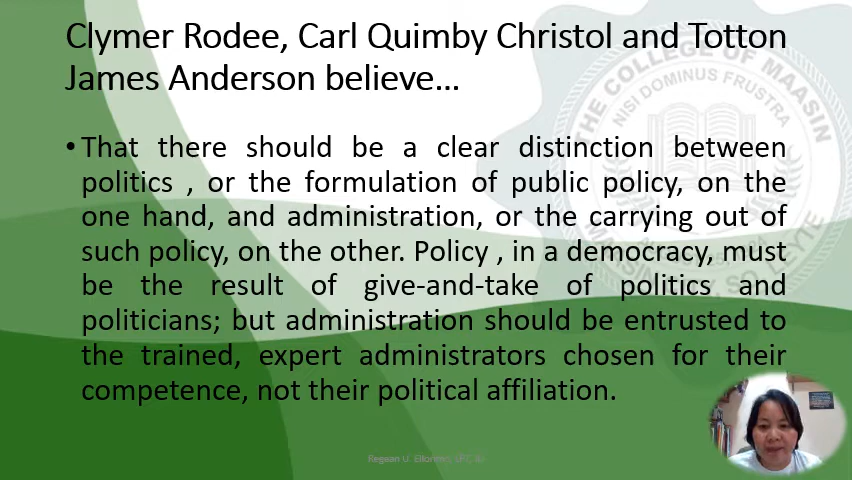 Clymer Rodee, Carl Quimby Christol and Totton
James Anderson believe…
• That there should be a clear distinction between
politics , or the formulation of public policy, on the
one hand, and administration, or the carrying out of
such policy, on the other. Policy , in a democracy, must
be the result of give-and-take of politics and
politicians; but administration should be entrusted to
the trained, expert administrators chosen for their
competence, not their political affiliation.
THE COLLEGE OF MAASIN
NISI DOMINUS FRUSTRA
Regean U.